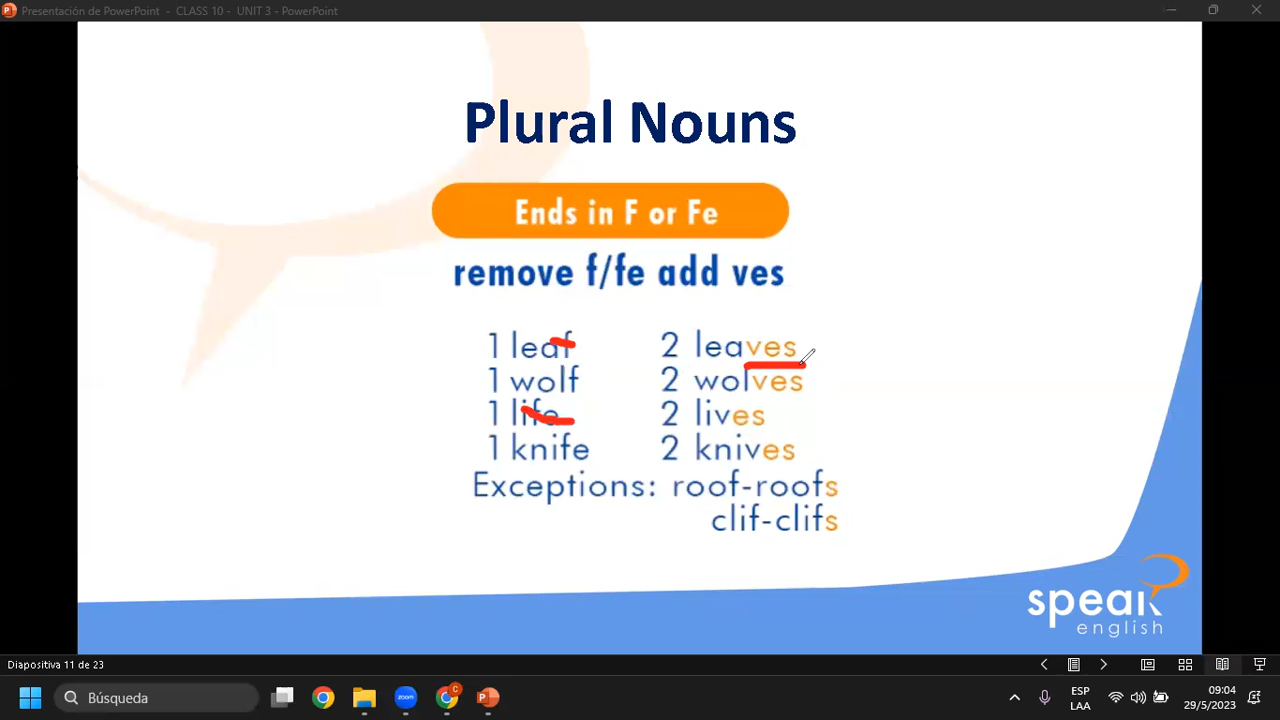 Presentación de PowerPoint - CLASS 10 - UNIT 3 - PowerPoint
Plural Nouns
Ends in F or Fe
remove f/fe add ves
1 leaf 2 leaves
1 wolf 2 wolves
1 life 2 lives
1 knife 2 knives
Exceptions: roof-roofs
clif-clifs
speak
english
Diapositiva 11 de 23
Búsqueda
zoom
C
ESP
LAA
09:04
29/5/2023